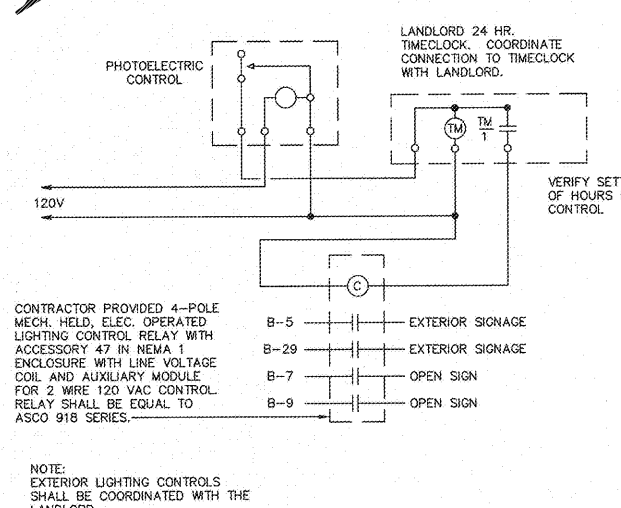 LANDLORD 24 HR.
TIMECLOCK. COORDINATE
CONNECTION TO TIMECLOCK
WITH LANDLORD.
PHOTOELECTRIC
CONTROL
TM
TM
1
VERIFY SET
OF HOURS
CONTROL
120V
C
CONTRACTOR PROVIDED 4-POLE
MECH. HELD, ELEC. OPERATED
LIGHTING CONTROL RELAY WITH
ACCESSORY 47 IN NEMA 1
ENCLOSURE WITH LINE VOLTAGE
COIL AND AUXILIARY MODULE
FOR 2 WIRE 120 VAC CONTROL
RELAY SHALL BE EQUAL TO
ASCO 918 SERIES.
B-5 EXTERIOR SIGNAGE
B-29 EXTERIOR SIGNAGE
B-7 OPEN SIGN
B-9 OPEN SIGN
NOTE:
EXTERIOR LIGHTING CONTROLS
SHALL BE COORDINATED WITH THE
LANDLORD